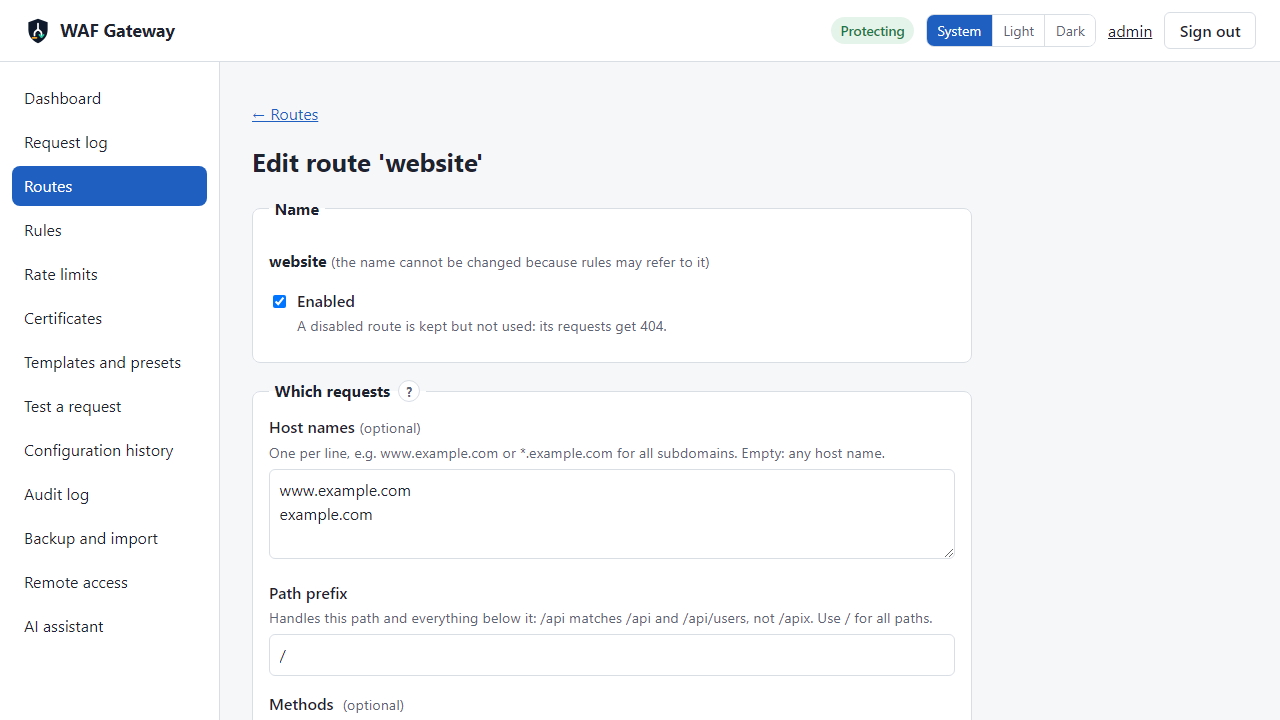 WAF Gateway
Protecting
System Light Dark
admin
Sign out
Dashboard
Request log
Routes
Rules
Rate limits
Certificates
Templates and presets
Test a request
Configuration history
Audit log
Backup and import
Remote access
AI assistant
← Routes
Edit route 'website'
Name
website (the name cannot be changed because rules may refer to it)
Enabled
A disabled route is kept but not used: its requests get 404.
Which requests ?
Host names (optional)
One per line, e.g. www.example.com or *.example.com for all subdomains. Empty: any host name.
www.example.com
example.com
Path prefix
Handles this path and everything below it: /api matches /api and /api/users, not /apix. Use / for all paths.
/
Methods (optional)